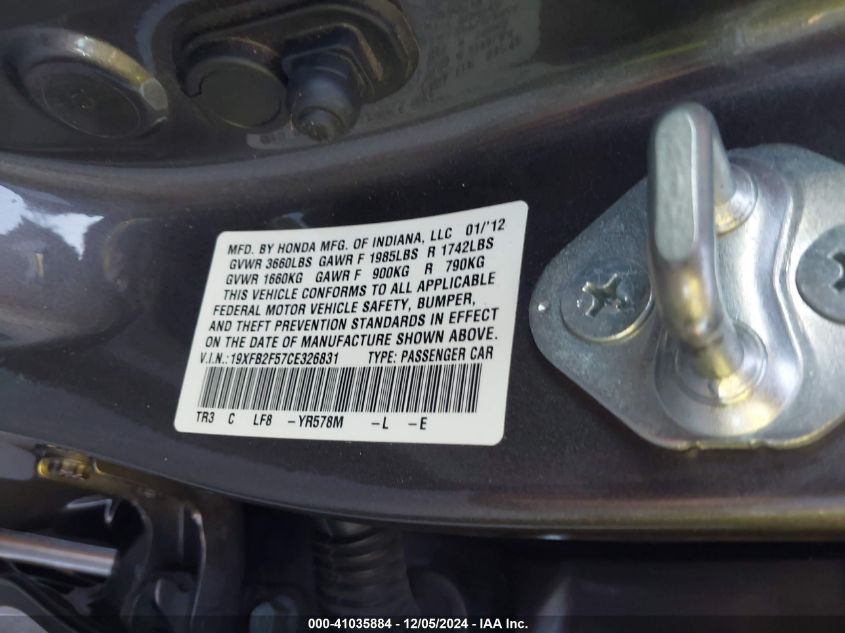 MFD. BY HONDA MFG. OF INDIANA, LLC 01/'12
GVWR 3660LBS GAWR F 1985LBS R 1742LBS
GVWR 1660KG GAWR F 900KG R 790KG
THIS VEHICLE CONFORMS TO ALL APPLICABLE
FEDERAL MOTOR VEHICLE SAFETY, BUMPER,
AND THEFT PREVENTION STANDARDS IN EFFECT
ON THE DATE OF MANUFACTURE SHOWN ABOVE.
V.I.N.: 19XFB2F57CE326831 TYPE: PASSENGER CAR
TR3 C LF8 -YR578M -L -E
000-41035884 - 12/05/2024 - IAA Inc.